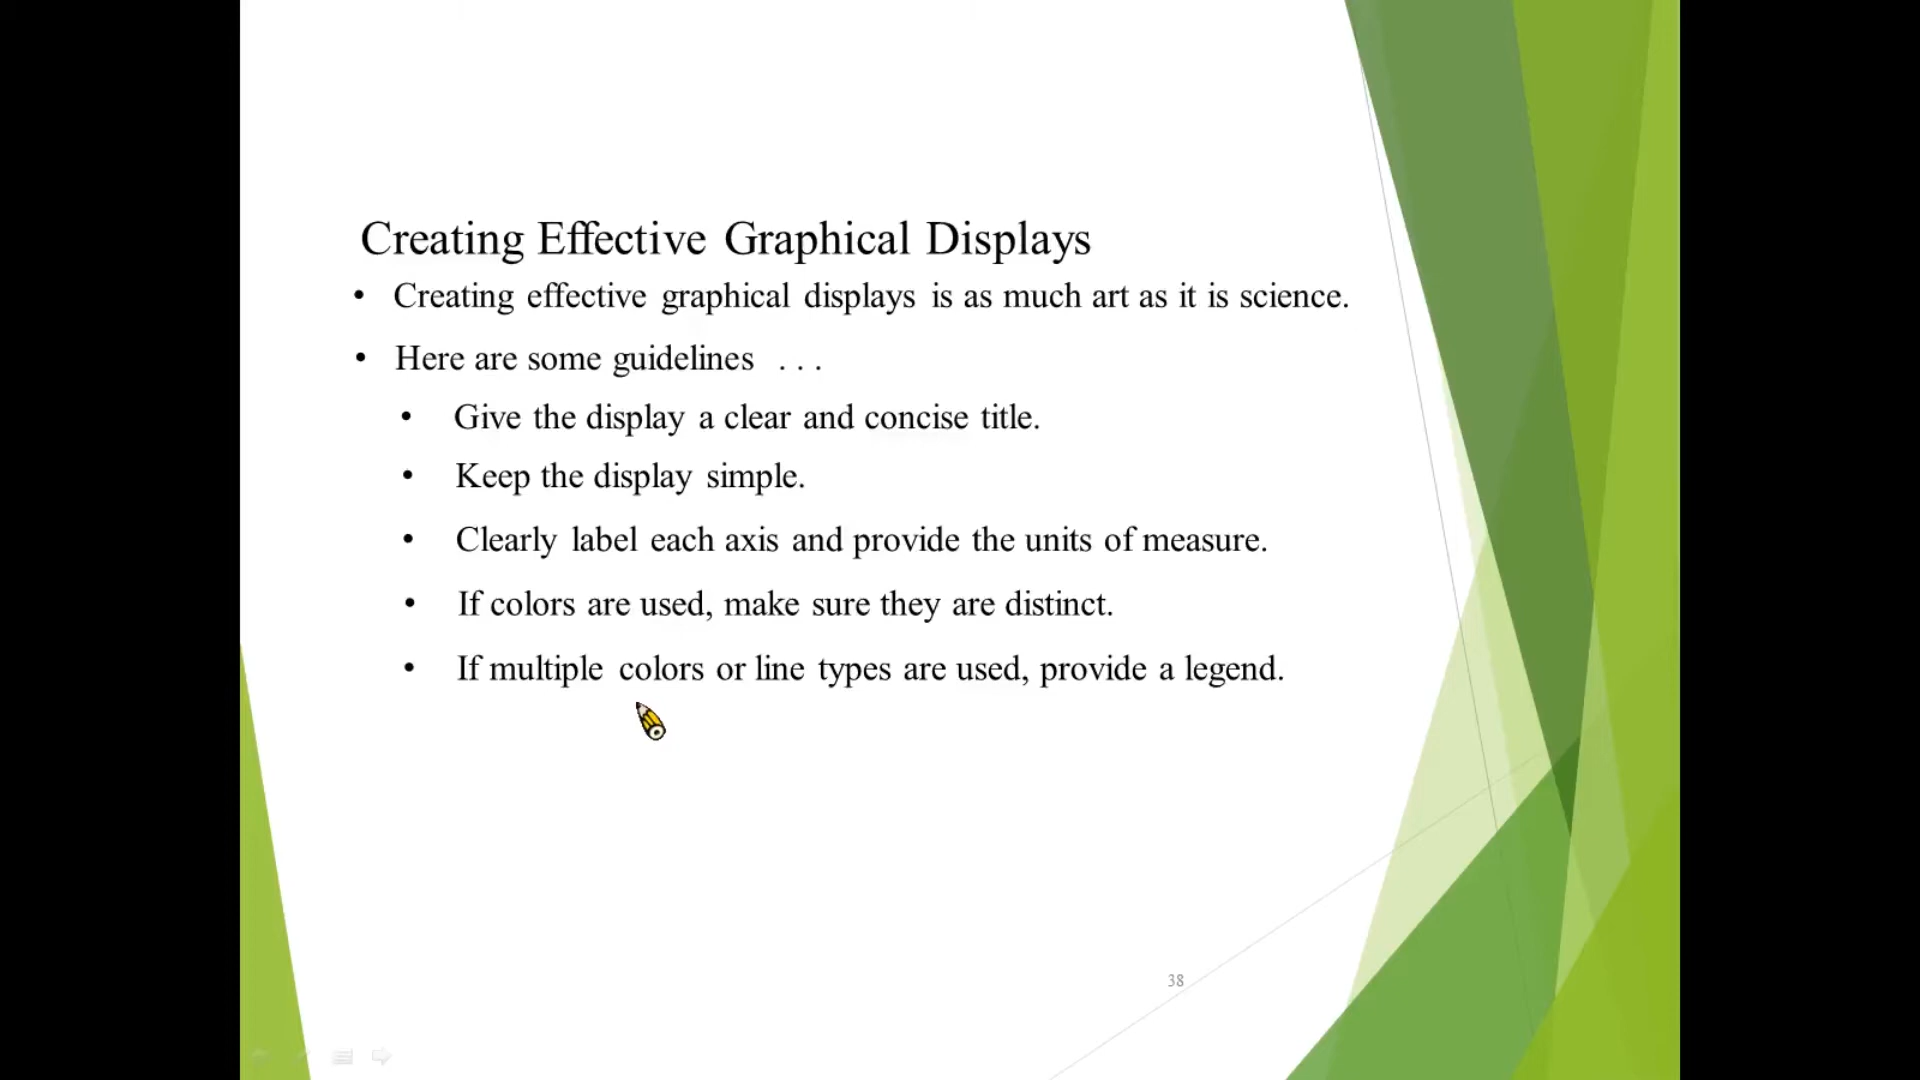 Creating Effective Graphical Displays
• Creating effective graphical displays is as much art as it is science.
• Here are some guidelines . . .
• Give the display a clear and concise title.
• Keep the display simple.
• Clearly label each axis and provide the units of measure.
• If colors are used, make sure they are distinct.
• If multiple colors or line types are used, provide a legend.
38